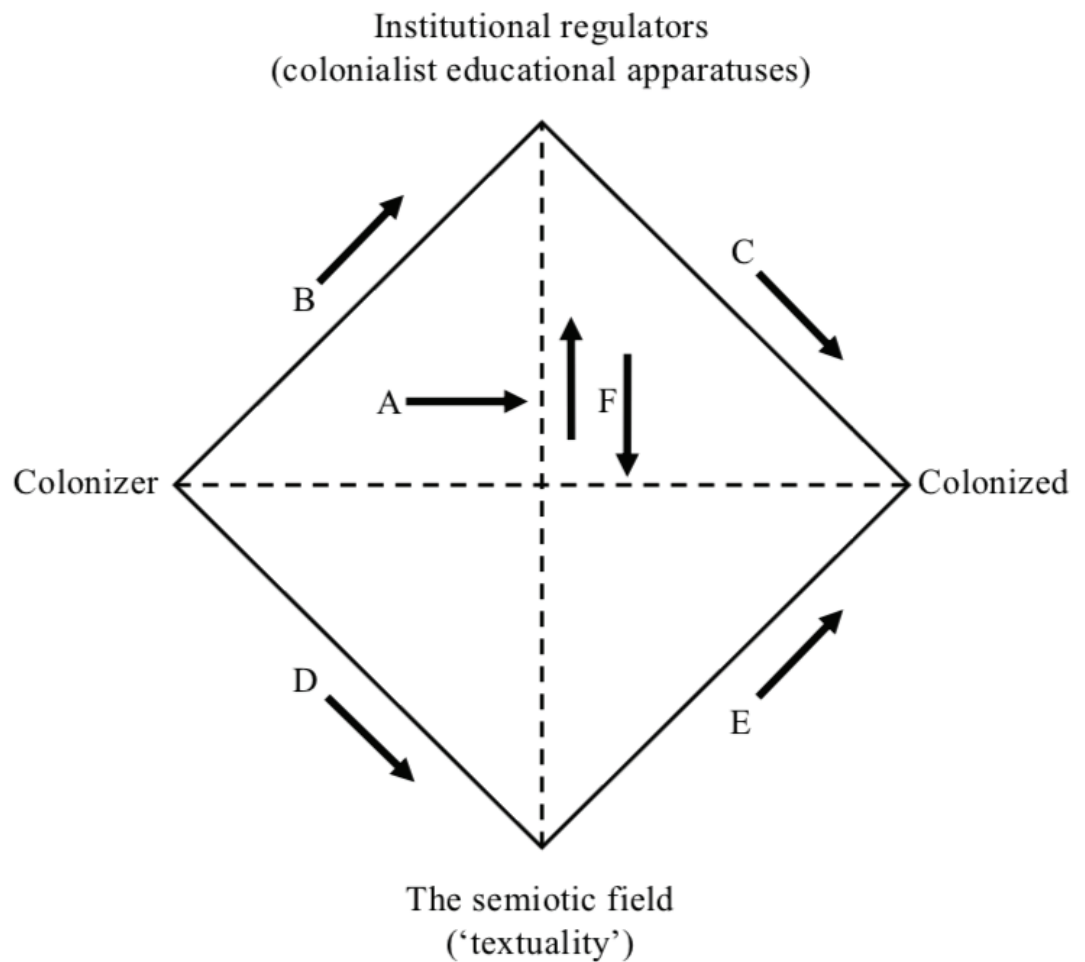 Institutional regulators
(colonialist educational apparatuses)
C
B
A
F
Colonizer
Colonized
D
E
The semiotic field
(‘textuality’)